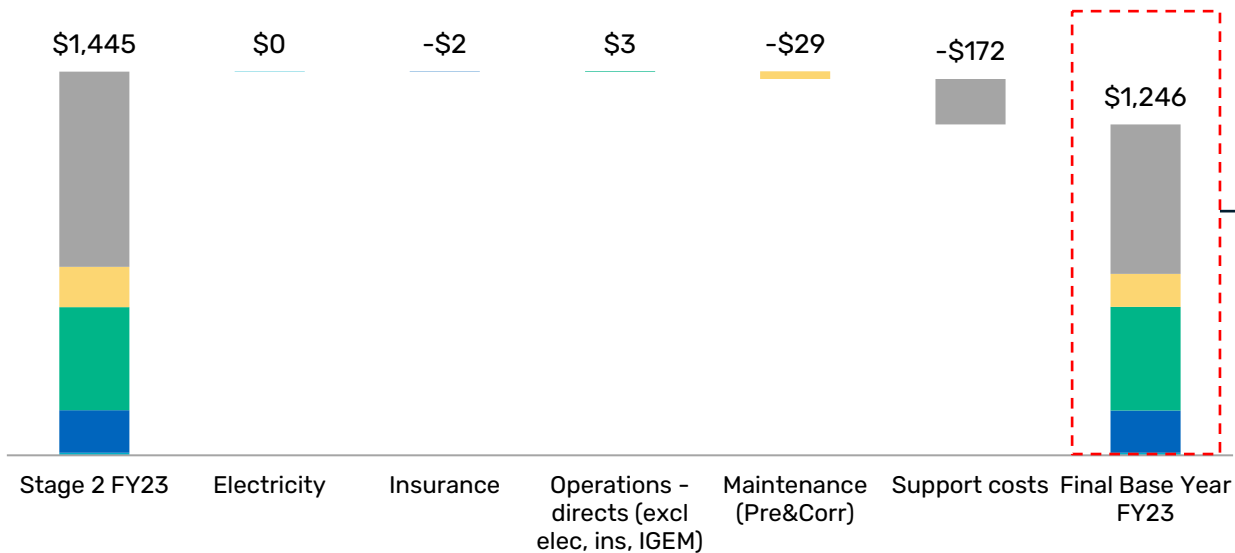 $1,445
$0
-$2
$3
-$29
-$172
$1,246
Stage 2 FY23
Electricity
Insurance
Operations -
directs (excl
elec, ins, IGEM)
Maintenance
(Pre&Corr)
Support costs
Final Base Year
FY23